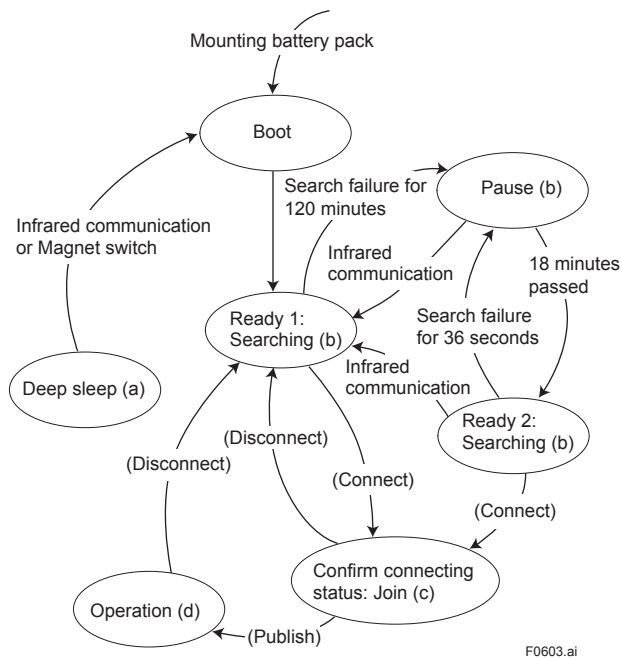 Mounting battery pack
Boot
Search failure for
120 minutes
Pause (b)
Infrared communication
or Magnet switch
Infrared
communication
18 minutes
passed
Ready 1:
Searching (b)
Search failure
for 36 seconds
Deep sleep (a)
Infrared
communication
Ready 2:
Searching (b)
(Disconnect)
(Disconnect)
(Connect)
(Connect)
Confirm connecting
status: Join (c)
Operation (d)
(Publish)
F0603.ai